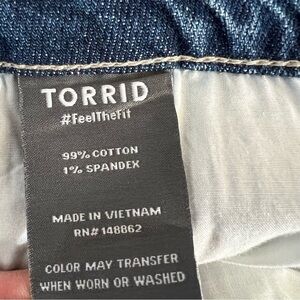 TORRID
#FeelTheFit
99% COTTON
1% SPANDEX
MADE IN VIETNAM
RN# 148862
COLOR MAY TRANSFER
WHEN WORN OR WASHED